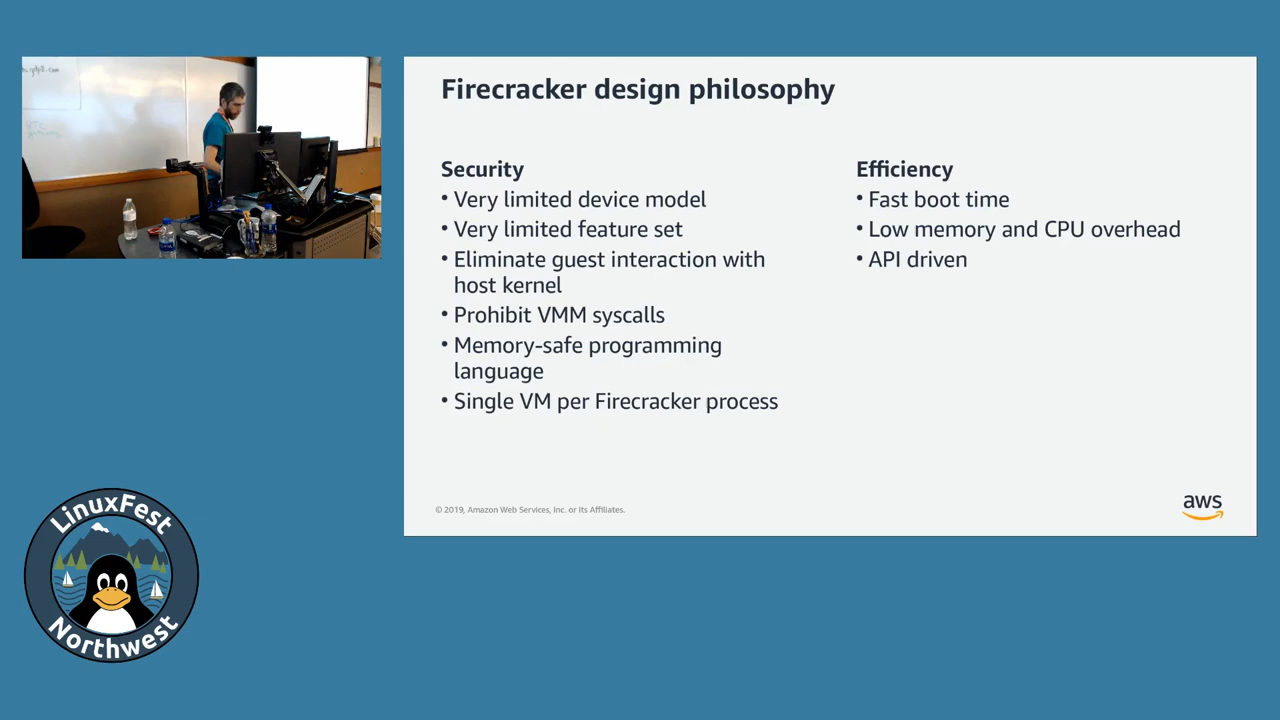 Firecracker design philosophy
Security
• Very limited device model
• Very limited feature set
• Eliminate guest interaction with
host kernel
• Prohibit VMM syscalls
• Memory-safe programming
language
• Single VM per Firecracker process
Efficiency
• Fast boot time
• Low memory and CPU overhead
• API driven
© 2019, Amazon Web Services, Inc. or its Affiliates.
aws
LinuxFest
Northwest